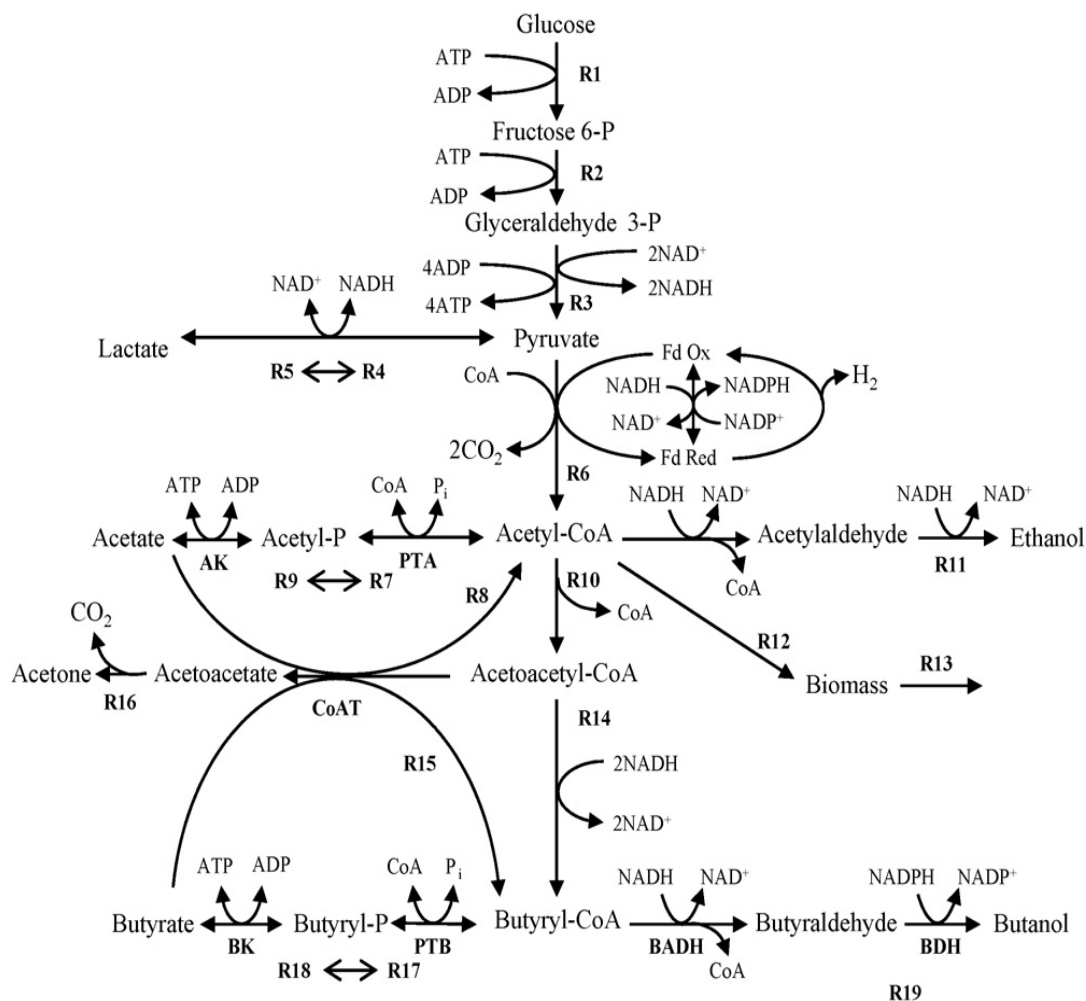 Glucose
ATP
R1
ADP
Fructose 6-P
ATP
R2
ADP
Glyceraldehyde 3-P
4ADP 2NAD⁺
4ATP R3 2NADH
NAD⁺ NADH
Lactate Pyruvate
R5 R4
CoA Fd Ox
NADH NADPH H₂
NAD⁺ NADP⁺
2CO₂ Fd Red
R6
ATP ADP CoA Pᵢ NADH NAD⁺ NADH NAD⁺
Acetate Acetyl-P Acetyl-CoA Acetylaldehyde Ethanol
AK PTA R11
R9 R7 R8 R10 CoA
CoA
CO₂ R12
Acetone Acetoacetate Acetoacetyl-CoA Biomass R13
R16 CoAT R14
R15 2NADH
2NAD⁺
ATP ADP CoA Pᵢ NADH NAD⁺ NADPH NADP⁺
Butyrate Butyryl-P Butyryl-CoA Butyraldehyde Butanol
BK PTB BADH BDH
R18 R17 CoA
R19